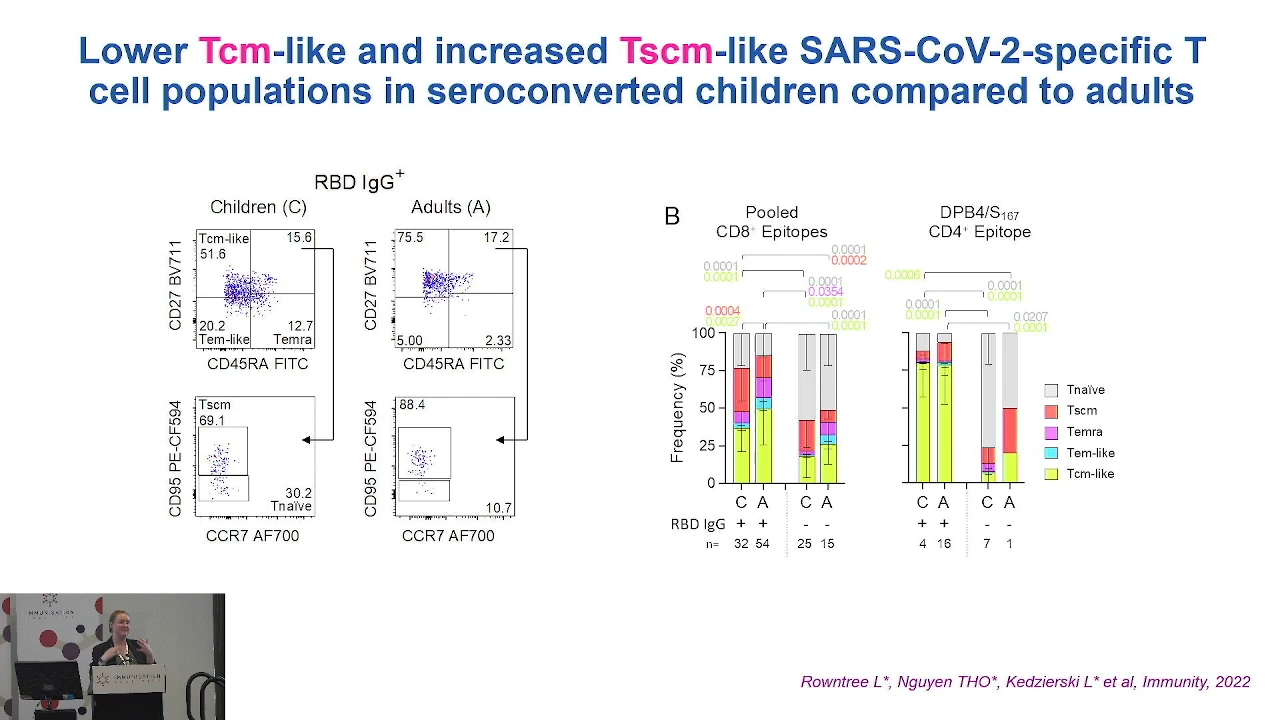 Lower Tcm-like and increased Tscm-like SARS-CoV-2-specific T
cell populations in seroconverted children compared to adults
RBD IgG⁺
Children (C)
Adults (A)
CD27 BV711
Tcm-like
51.6
15.6
20.2
Tem-like
12.7
Temra
CD45RA FITC
CD27 BV711
75.5
17.2
5.00
2.33
CD45RA FITC
CD95 PE-CF594
Tscm
69.1
30.2
Tnaïve
CCR7 AF700
CD95 PE-CF594
88.4
10.7
CCR7 AF700
B
Pooled
CD8⁺ Epitopes
DPB4/S₁₆₇
CD4⁺ Epitope
0.0001
0.0002
0.0001
0.0001
0.0001
0.0354
0.0001
0.0004
0.0027
0.0001
0.0001
0.0006
0.0001
0.0001
0.0001
0.0001
0.0207
0.0001
Frequency (%)
100
75
50
25
0
C A C A
C A C A
RBD IgG + + - -
+ + - -
n= 32 54 25 15
4 16 7 1
Tnaïve
Tscm
Temra
Tem-like
Tcm-like
IMMUNISATION
Rowntree L*, Nguyen THO*, Kedzierski L* et al, Immunity, 2022